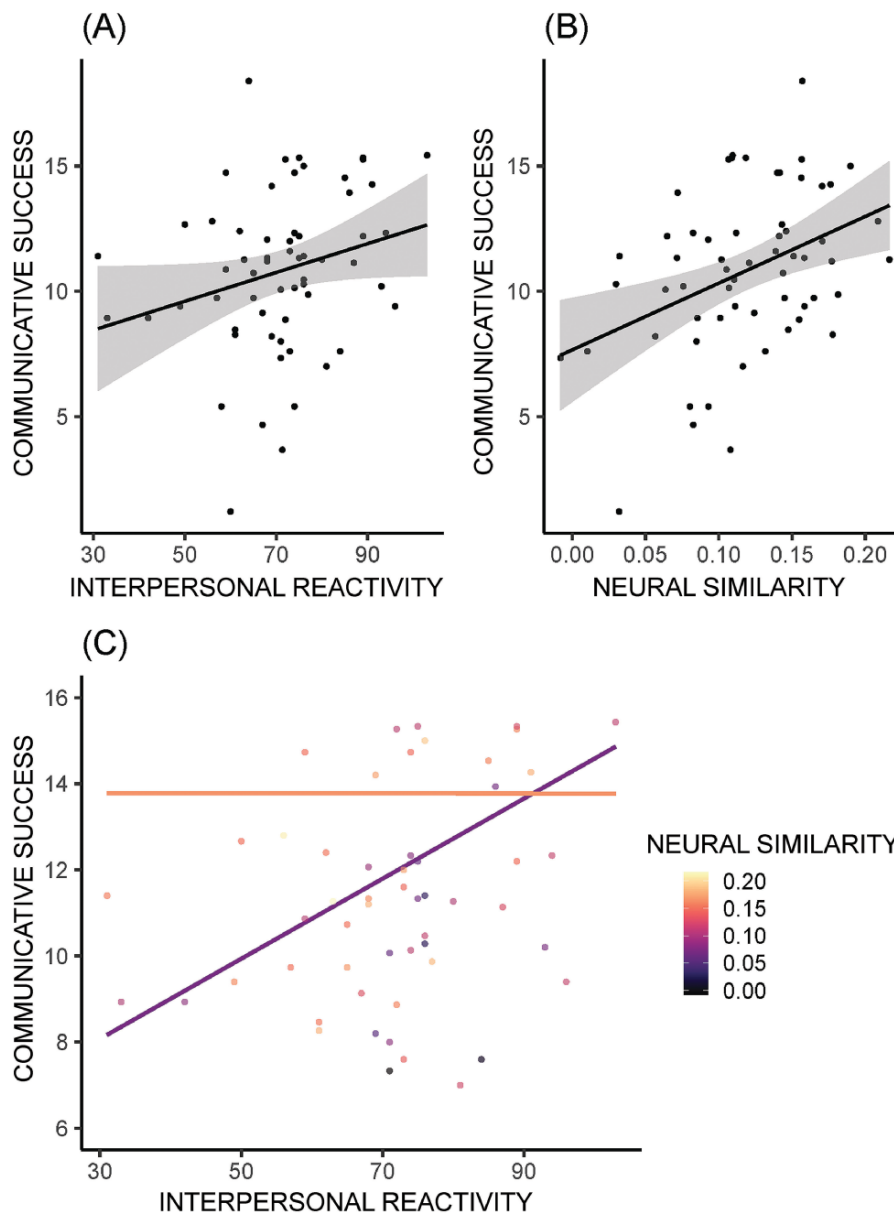 (A)
COMMUNICATIVE SUCCESS
15
10
5
30 50 70 90
INTERPERSONAL REACTIVITY
(B)
COMMUNICATIVE SUCCESS
15
10
5
0.00 0.05 0.10 0.15 0.20
NEURAL SIMILARITY
(C)
COMMUNICATIVE SUCCESS
16
14
12
10
8
6
30 50 70 90
INTERPERSONAL REACTIVITY
NEURAL SIMILARITY
0.20
0.15
0.10
0.05
0.00